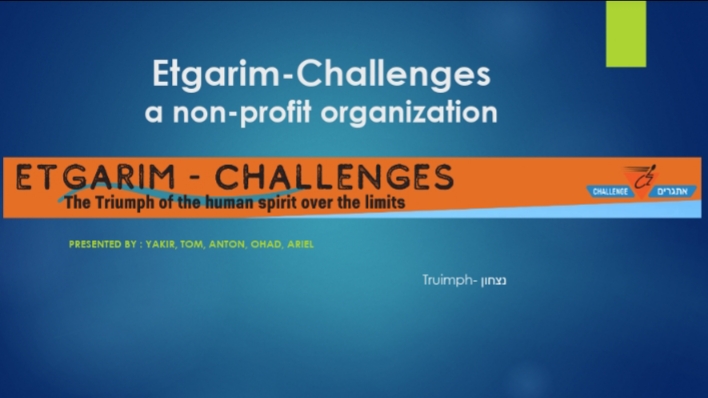 Etgarim-Challenges
a non-profit organization
ETGARIM - CHALLENGES
The Triumph of the human spirit over the limits
CHALLENGE אתגרים
PRESENTED BY : YAKIR, TOM, ANTON, OHAD, ARIEL
Truimph- נצחון